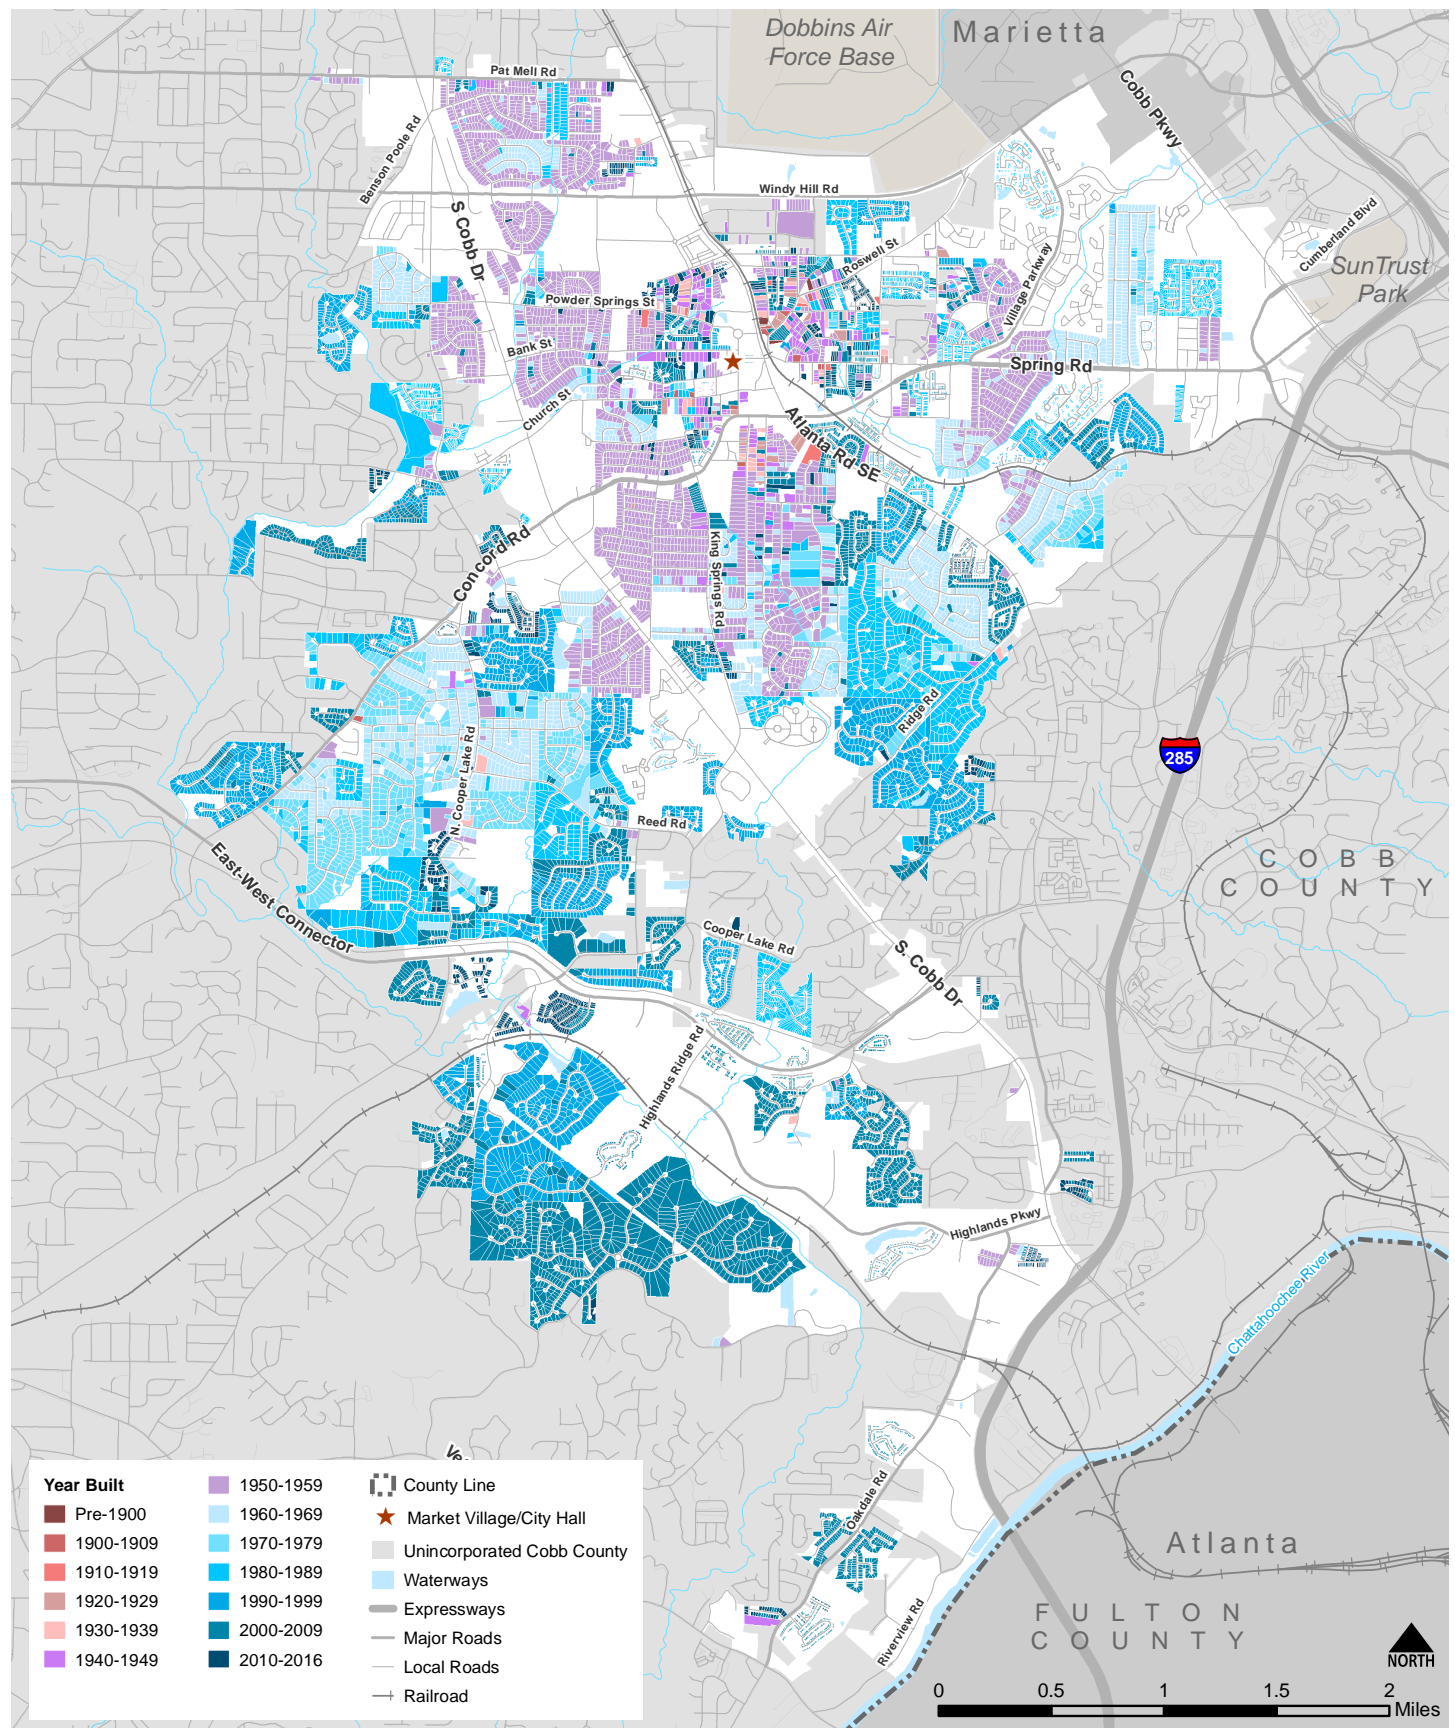 Dobbins Air
Force Base
Marietta
Pat Mell Rd
Cobb Pkwy
Benson Poole Rd
Windy Hill Rd
S Cobb Dr
Cumberland Blvd
Roswell St
SunTrust
Park
Village Parkway
Powder Springs St
Bank St
Spring Rd
Church St
Atlanta Rd SE
King Springs Rd
Concord Rd
Ridge Rd
N. Cooper Lake Rd
285
Reed Rd
East-West Connector
COBB
COUNTY
Cooper Lake Rd
S. Cobb Dr
Highlands Ridge Rd
Highlands Pkwy
Chattahoochee River
Oakdale Rd
Riverview Rd
Atlanta
FULTON
COUNTY
Year Built
Pre-1900
1900-1909
1910-1919
1920-1929
1930-1939
1940-1949
1950-1959
1960-1969
1970-1979
1980-1989
1990-1999
2000-2009
2010-2016
County Line
Market Village/City Hall
Unincorporated Cobb County
Waterways
Expressways
Major Roads
Local Roads
Railroad
NORTH
0 0.5 1 1.5 2
Miles